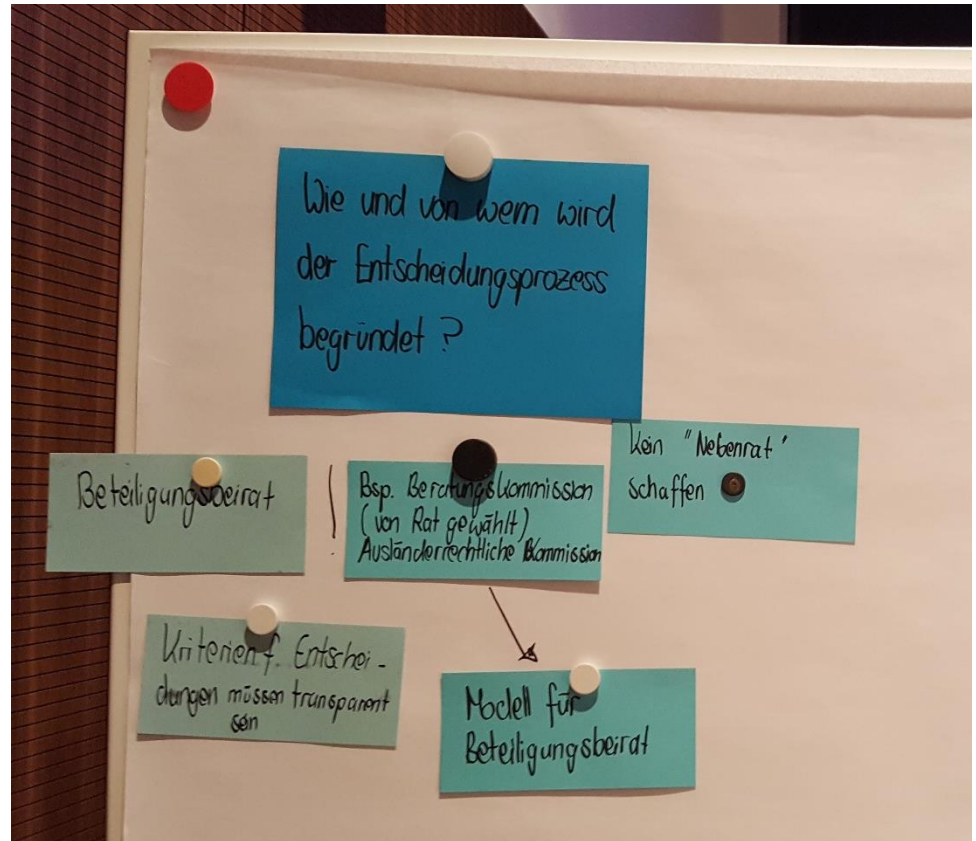 Wie und von wem wird
der Entscheidungsprozess
begründet ?
Beteiligungsbeirat
!
Bsp. Beratungskommission
(von Rat gewählt)
Ausländerrechtliche Kommission
Kein "Nebenrat"
schaffen
Kriterien f. Entschei-
dungen müssen transparent
sein
Modell für
Beteiligungsbeirat